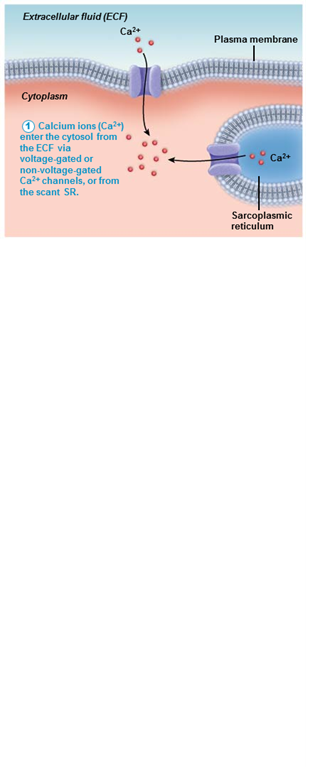 Extracellular fluid (ECF)
Ca²⁺
Plasma membrane
Cytoplasm
1 Calcium ions (Ca²⁺)
enter the cytosol from
the ECF via
voltage-gated or
non-voltage-gated
Ca²⁺ channels, or from
the scant SR.
Ca²⁺
Sarcoplasmic
reticulum